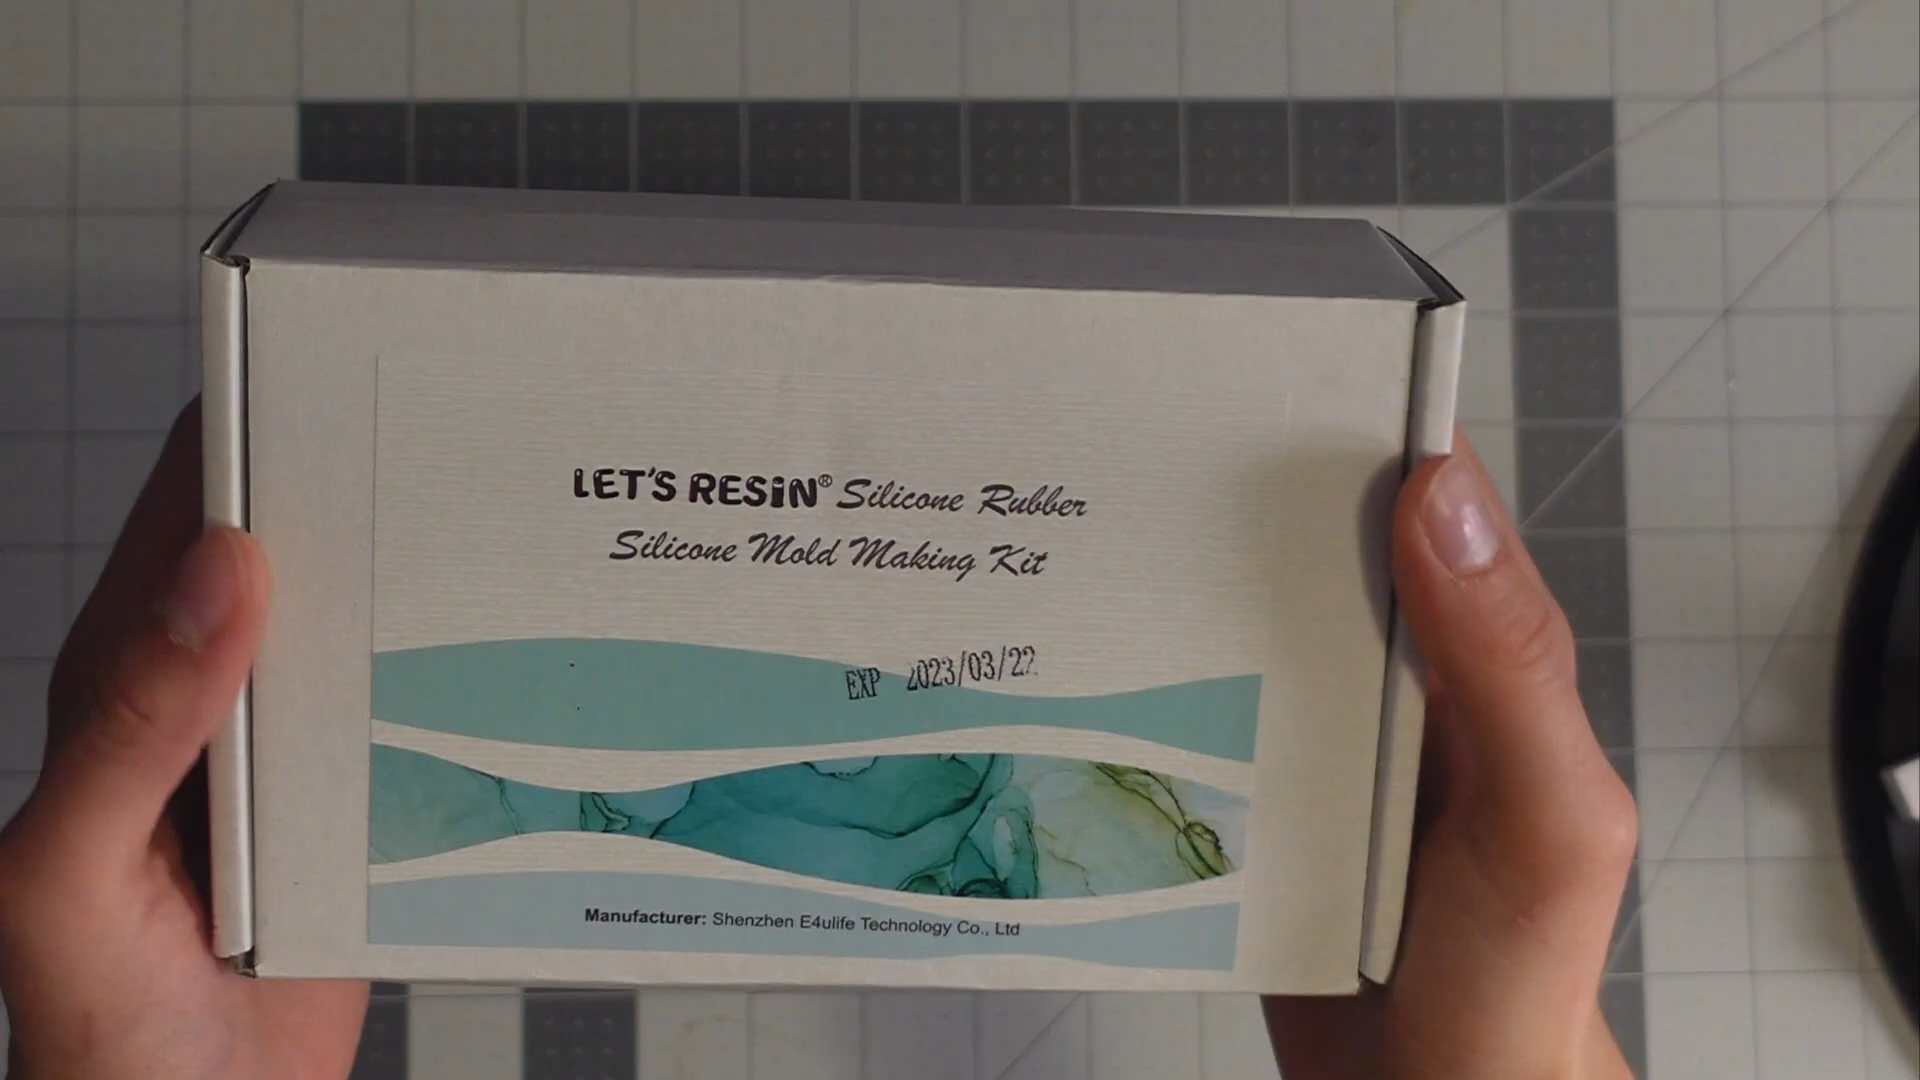 LET'S RESIN® Silicone Rubber
Silicone Mold Making Kit
EXP 2023/03/22
Manufacturer: Shenzhen E4ulife Technology Co., Ltd